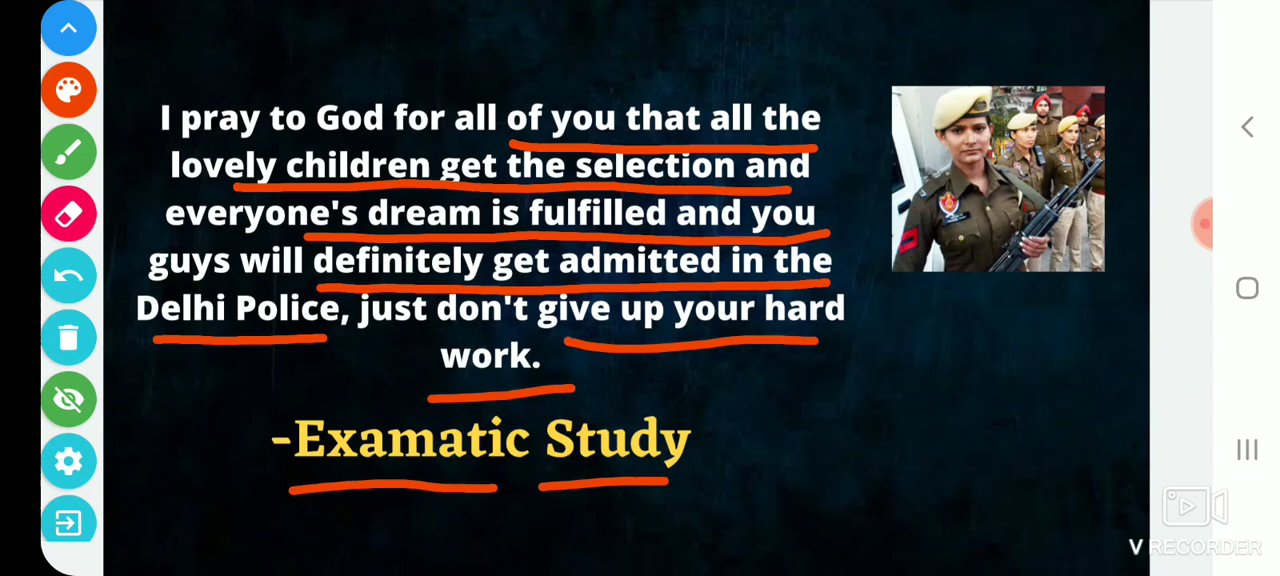 I pray to God for all of you that all the
lovely children get the selection and
everyone's dream is fulfilled and you
guys will definitely get admitted in the
Delhi Police, just don't give up your hard
work.
-Examatic Study
V RECORDER